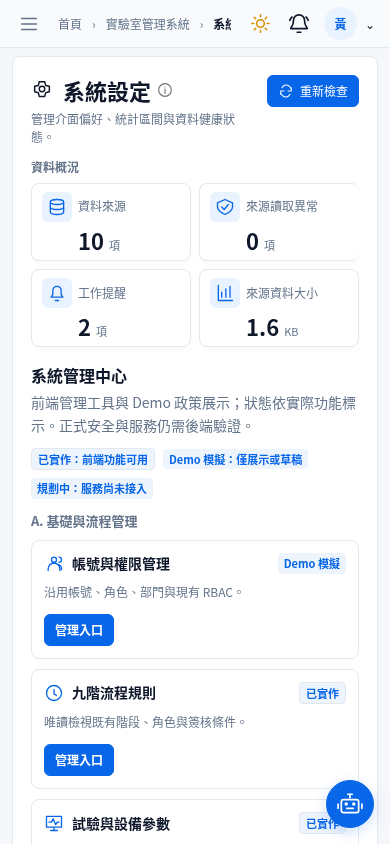 首頁 › 實驗室管理系統 › 系統
黃
系統設定
重新檢查
管理介面偏好、統計區間與資料健康狀
態。
資料概況
資料來源
10 項
來源讀取異常
0 項
工作提醒
2 項
來源資料大小
1.6 KB
系統管理中心
前端管理工具與 Demo 政策展示；狀態依實際功能標
示。正式安全與服務仍需後端驗證。
已實作：前端功能可用
Demo 模擬：僅展示或草稿
規劃中：服務尚未接入
A. 基礎與流程管理
帳號與權限管理
Demo 模擬
沿用帳號、角色、部門與現有 RBAC。
管理入口
九階流程規則
已實作
唯讀檢視既有階段、角色與簽核條件。
管理入口
試驗與設備參數
已實作